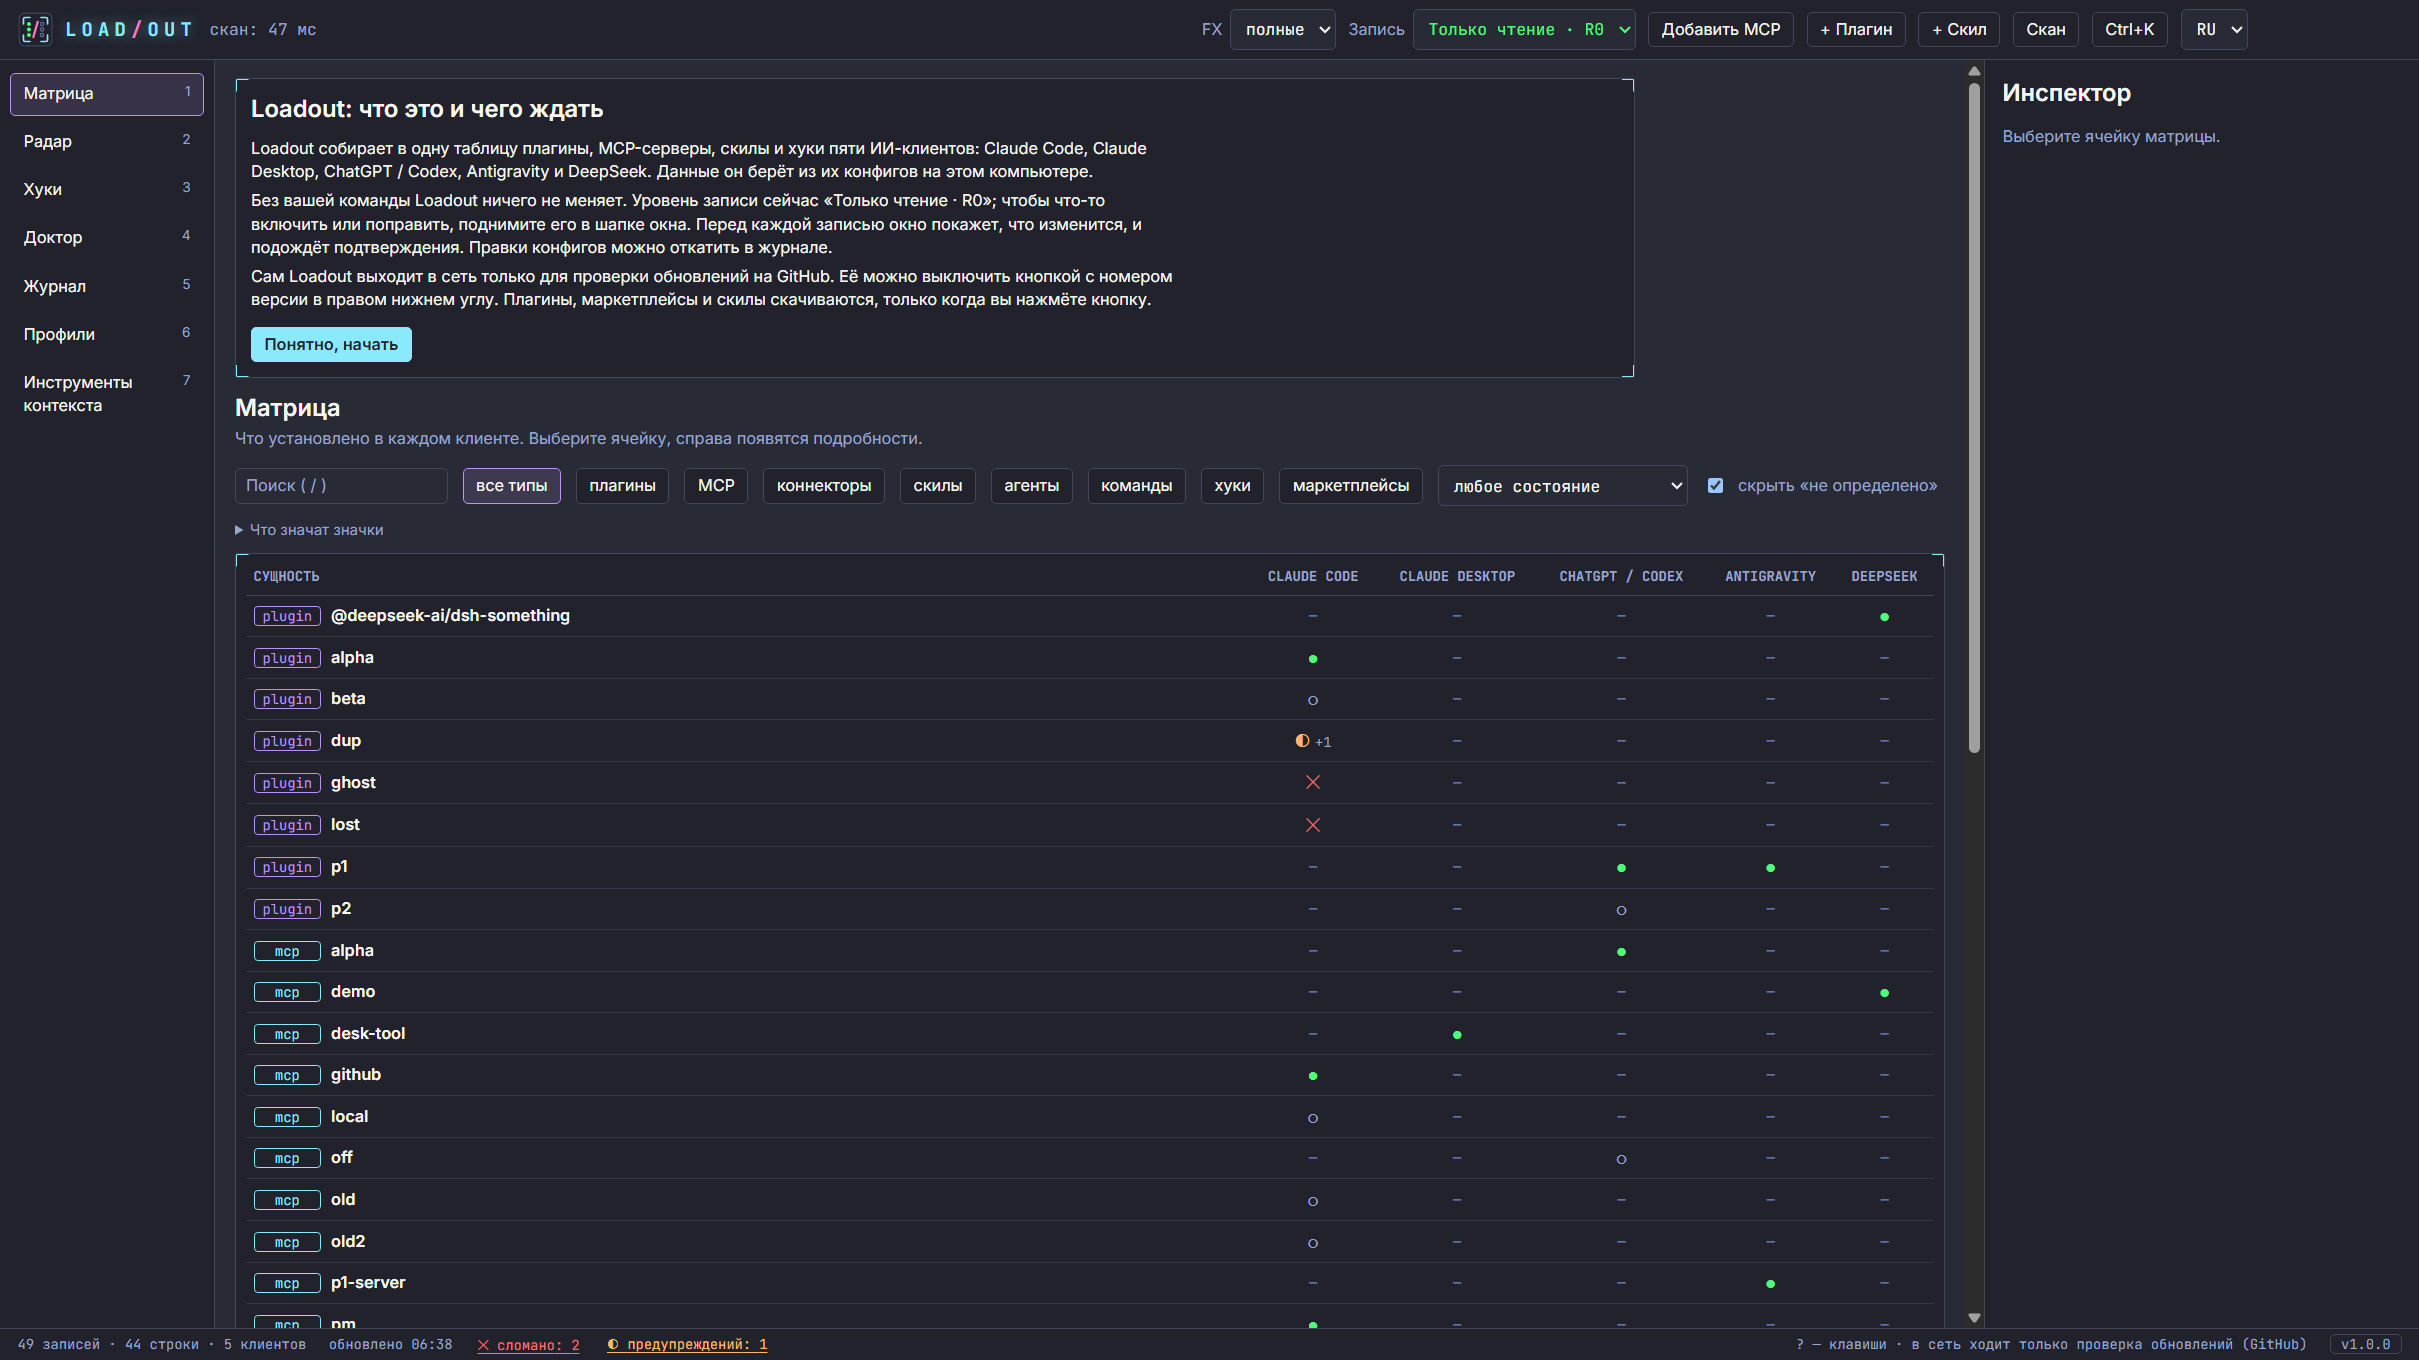 LOAD/OUT скан: 47 мс FX полные Запись Только чтение · R0 Добавить MCP + Плагин + Скил Скан Ctrl+K RU
Матрица 1
Радар 2
Хуки 3
Доктор 4
Журнал 5
Профили 6
Инструменты контекста 7
Loadout: что это и чего ждать
Loadout собирает в одну таблицу плагины, MCP-серверы, скилы и хуки пяти ИИ-клиентов: Claude Code, Claude
Desktop, ChatGPT / Codex, Antigravity и DeepSeek. Данные он берёт из их конфигов на этом компьютере.
Без вашей команды Loadout ничего не меняет. Уровень записи сейчас «Только чтение · R0»; чтобы что-то
включить или поправить, поднимите его в шапке окна. Перед каждой записью окно покажет, что изменится, и
подождёт подтверждения. Правки конфигов можно откатить в журнале.
Сам Loadout выходит в сеть только для проверки обновлений на GitHub. Её можно выключить кнопкой с номером
версии в правом нижнем углу. Плагины, маркетплейсы и скилы скачиваются, только когда вы нажмёте кнопку.
Понятно, начать
Матрица
Что установлено в каждом клиенте. Выберите ячейку, справа появятся подробности.
Поиск ( / ) все типы плагины MCP коннекторы скилы агенты команды хуки маркетплейсы любое состояние скрыть «не определено»
▶ Что значат значки
СУЩНОСТЬ CLAUDE CODE CLAUDE DESKTOP CHATGPT / CODEX ANTIGRAVITY DEEPSEEK
plugin @deepseek-ai/dsh-something — — — — ●
plugin alpha ● — — — —
plugin beta ○ — — — —
plugin dup ◐ +1 — — — —
plugin ghost ✕ — — — —
plugin lost ✕ — — — —
plugin p1 — — ● ● —
plugin p2 — — ○ — —
mcp alpha — — ● — —
mcp demo — — — — ●
mcp desk-tool — ● — — —
mcp github ● — — — —
mcp local ○ — — — —
mcp off — — ○ — —
mcp old ○ — — — —
mcp old2 ○ — — — —
mcp p1-server — — — ● —
mcp pm ● — — — —
Инспектор
Выберите ячейку матрицы.
49 записей · 44 строки · 5 клиентов обновлено 06:38 ✕ сломано: 2 ◐ предупреждений: 1 ? — клавиши · в сеть ходит только проверка обновлений (GitHub) v1.0.0